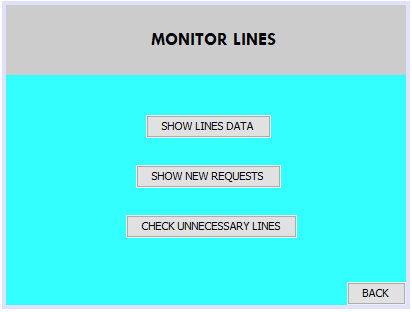 MONITOR LINES
SHOW LINES DATA
SHOW NEW REQUESTS
CHECK UNNECESSARY LINES
BACK